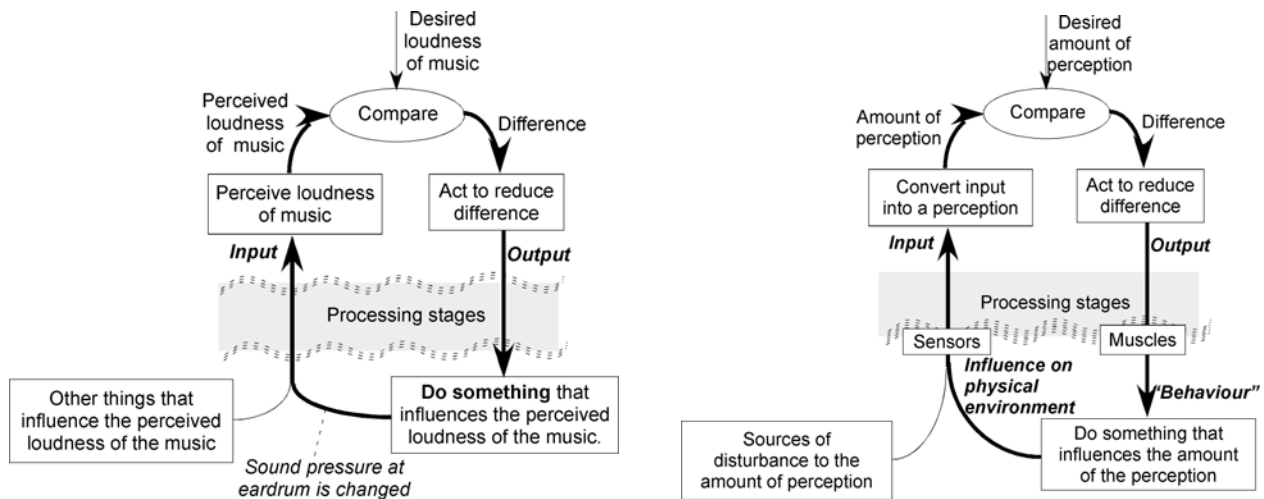 Desired
loudness
of music
Perceived
loudness
of music
Compare
Difference
Perceive loudness
of music
Act to reduce
difference
Input
Output
Processing stages
Other things that
influence the perceived
loudness of the music
Do something that
influences the perceived
loudness of the music.
Sound pressure at
eardrum is changed
Desired
amount of
perception
Amount of
perception
Compare
Difference
Convert input
into a perception
Act to reduce
difference
Input
Output
Processing stages
Sensors
Muscles
Influence on
physical
environment
“Behaviour”
Sources of
disturbance to the
amount of perception
Do something that
influences the amount
of the perception